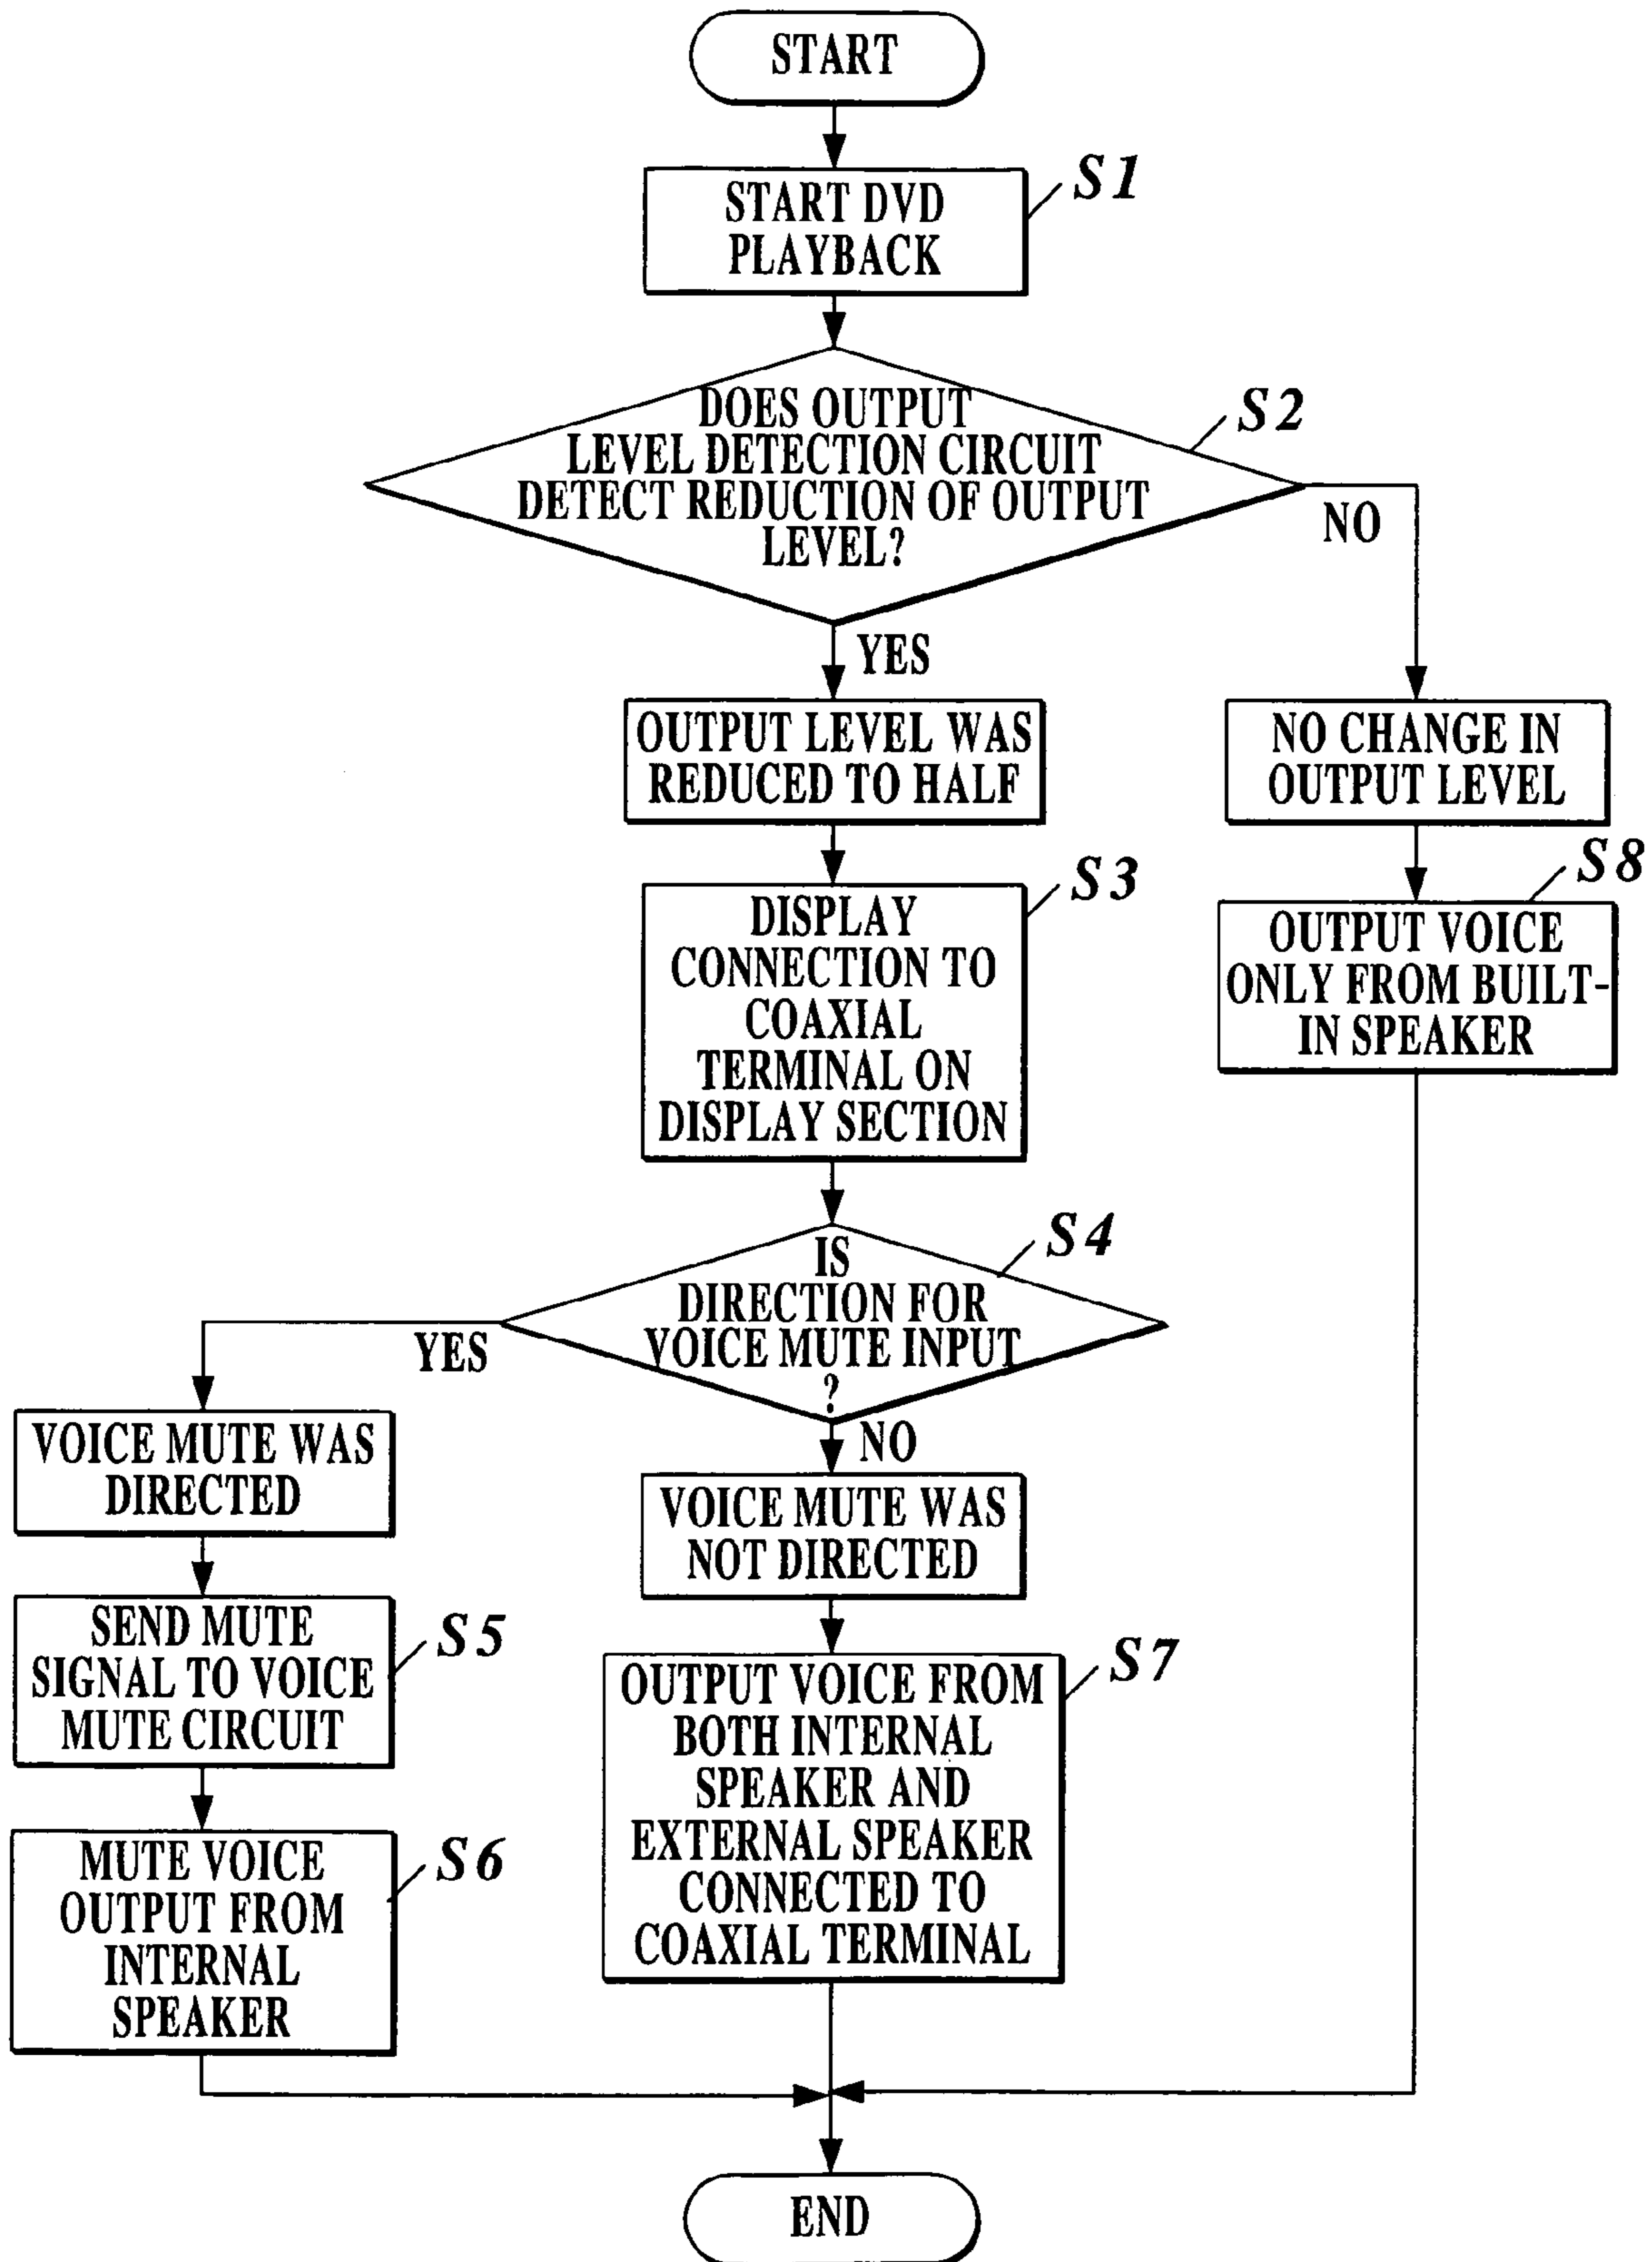 START
START DVD
PLAYBACK
S1
DOES OUTPUT
LEVEL DETECTION CIRCUIT
DETECT REDUCTION OF OUTPUT
LEVEL?
S2
NO
YES
OUTPUT LEVEL WAS
REDUCED TO HALF
NO CHANGE IN
OUTPUT LEVEL
S3
DISPLAY
CONNECTION TO
COAXIAL
TERMINAL ON
DISPLAY SECTION
S8
OUTPUT VOICE
ONLY FROM BUILT-
IN SPEAKER
S4
IS
DIRECTION FOR
VOICE MUTE INPUT
?
YES
NO
VOICE MUTE WAS
DIRECTED
VOICE MUTE WAS
NOT DIRECTED
SEND MUTE
SIGNAL TO VOICE
MUTE CIRCUIT
S5
S7
OUTPUT VOICE FROM
BOTH INTERNAL
SPEAKER AND
EXTERNAL SPEAKER
CONNECTED TO
COAXIAL TERMINAL
MUTE VOICE
OUTPUT FROM
INTERNAL
SPEAKER
S6
END